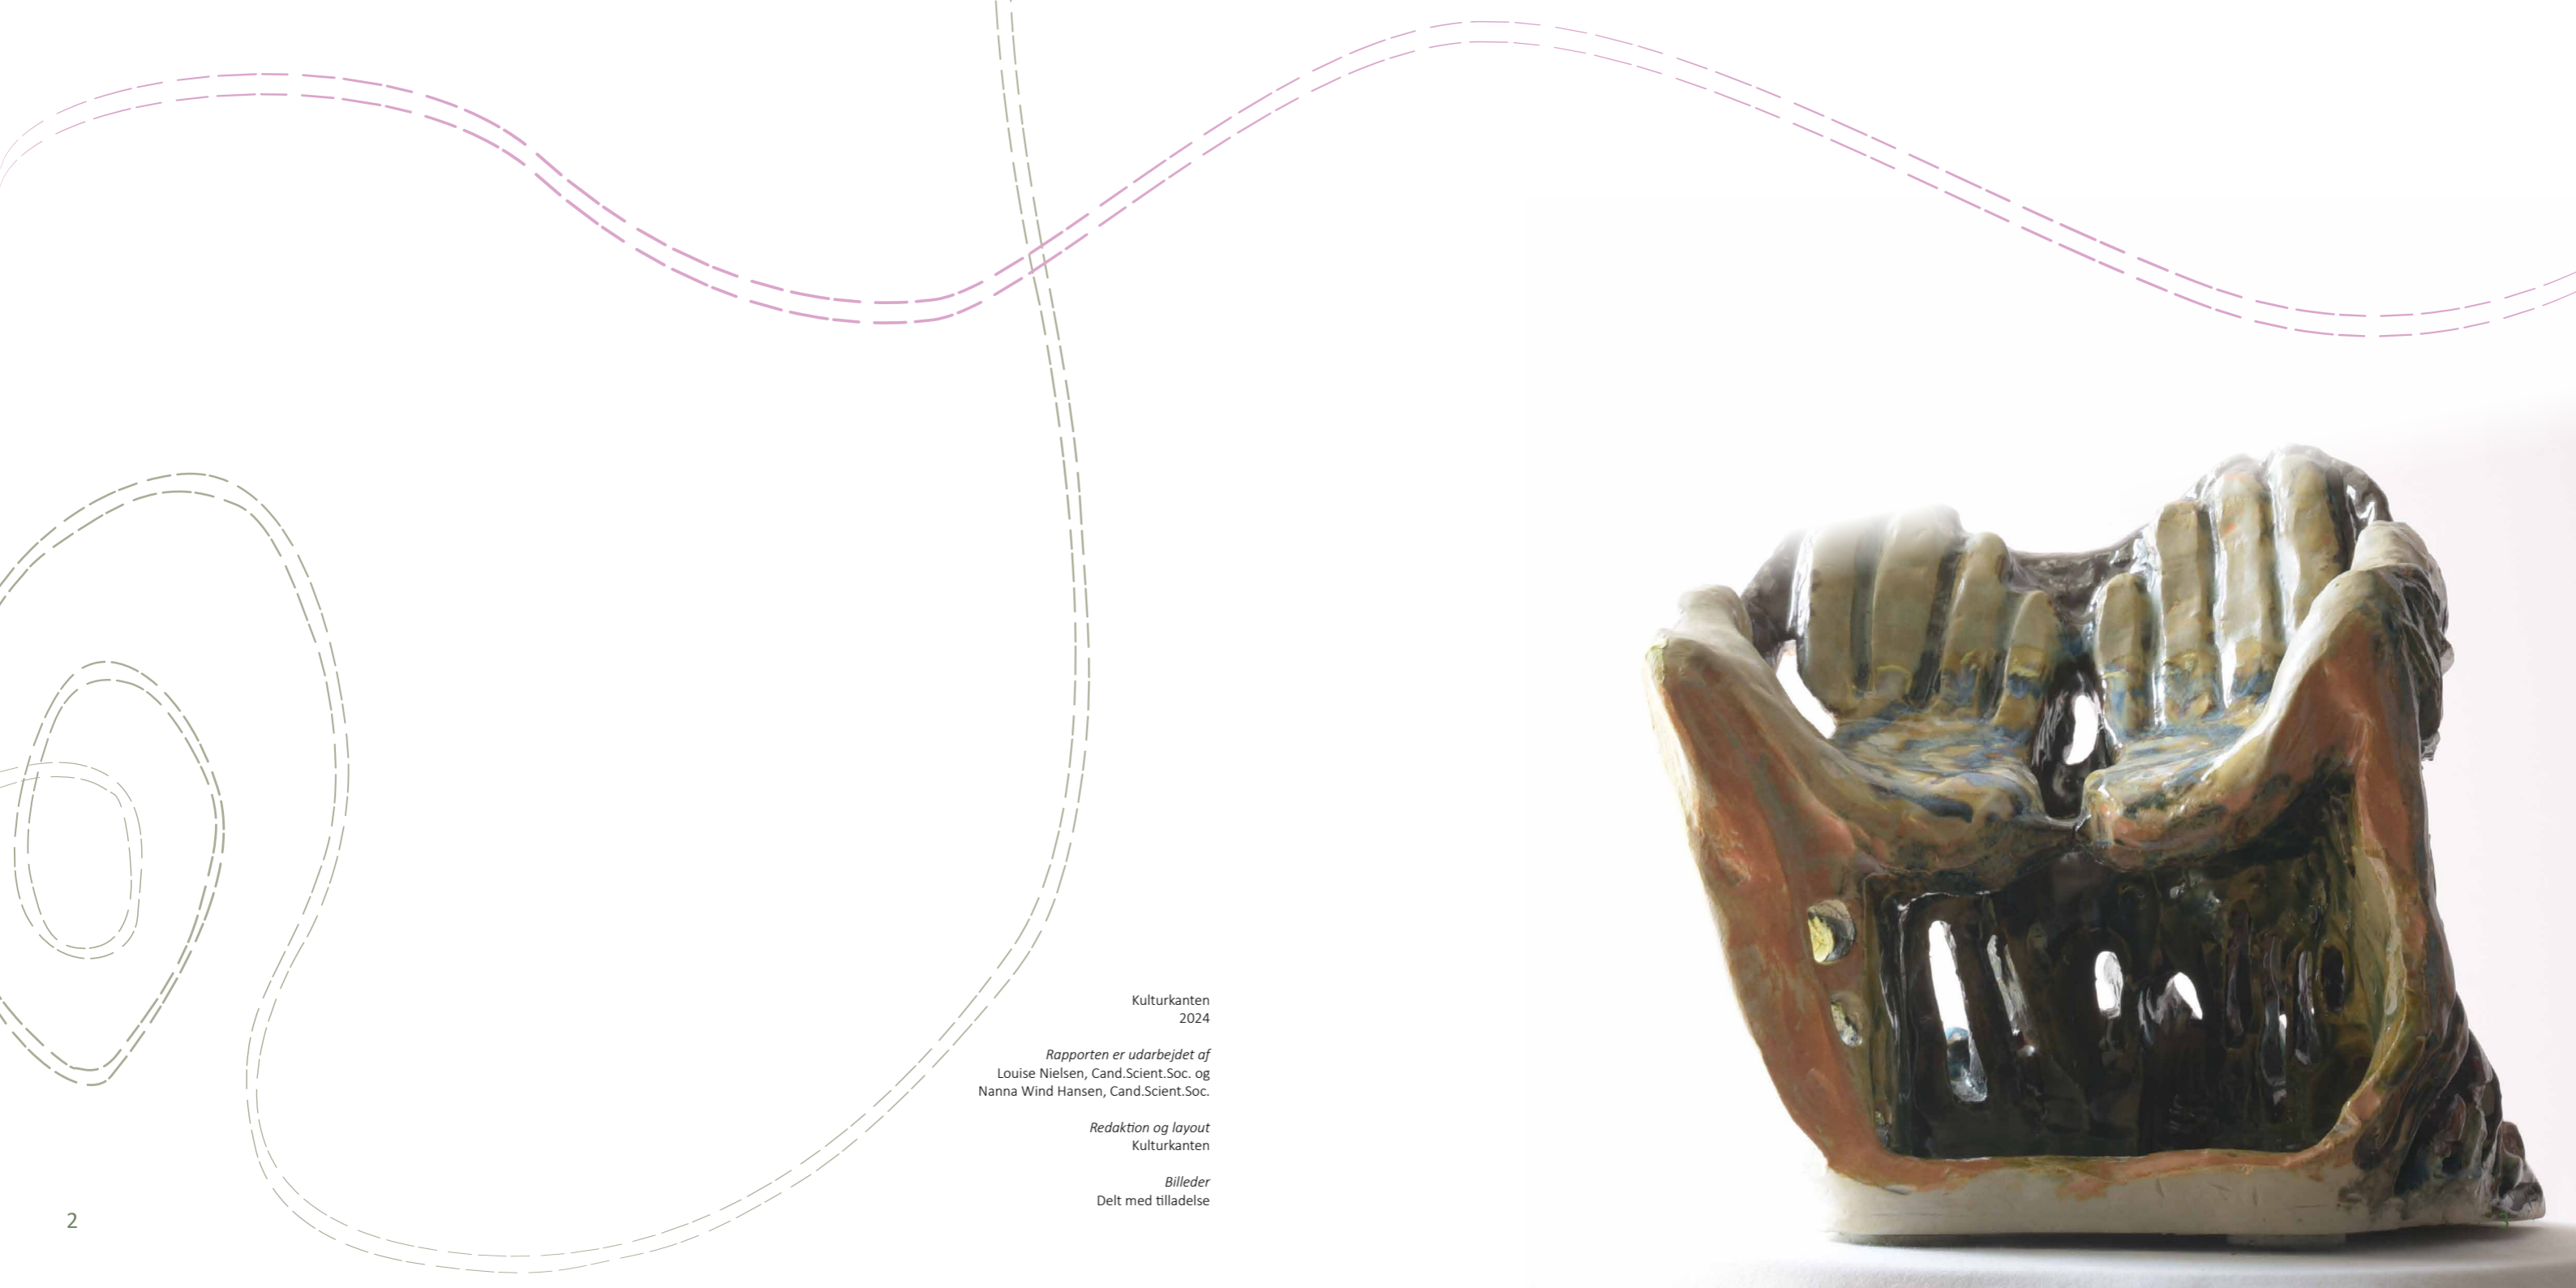 Kulturkanten
2024
Rapporten er udarbejdet af
Louise Nielsen, Cand.Scient.Soc. og
Nanna Wind Hansen, Cand.Scient.Soc.
Redaktion og layout
Kulturkanten
Billeder
Delt med tilladelse
2